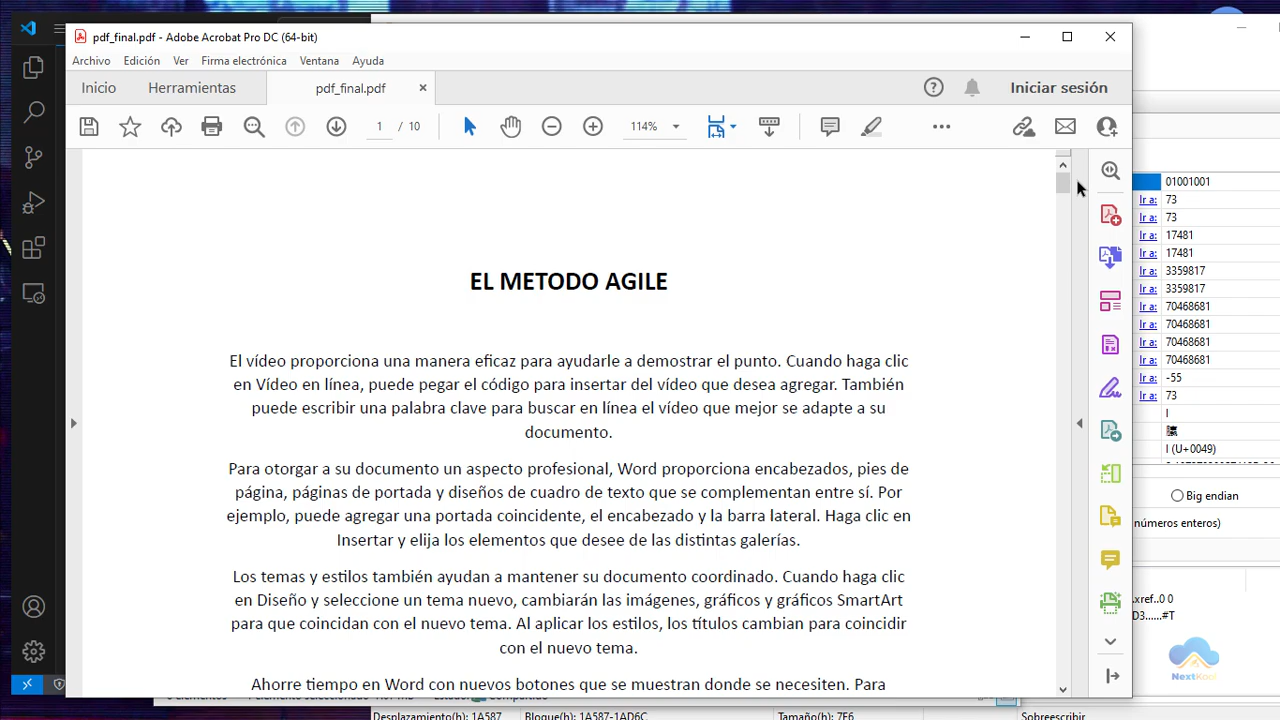 pdf_final.pdf - Adobe Acrobat Pro DC (64-bit)
Archivo Edición Ver Firma electrónica Ventana Ayuda
Inicio Herramientas pdf_final.pdf Iniciar sesión
1 / 10 114%
EL METODO AGILE
El vídeo proporciona una manera eficaz para ayudarle a demostrar el punto. Cuando haga clic
en Vídeo en línea, puede pegar el código para insertar del vídeo que desea agregar. También
puede escribir una palabra clave para buscar en línea el vídeo que mejor se adapte a su
documento.
Para otorgar a su documento un aspecto profesional, Word proporciona encabezados, pies de
página, páginas de portada y diseños de cuadro de texto que se complementan entre sí. Por
ejemplo, puede agregar una portada coincidente, el encabezado y la barra lateral. Haga clic en
Insertar y elija los elementos que desee de las distintas galerías.
Los temas y estilos también ayudan a mantener su documento coordinado. Cuando haga clic
en Diseño y seleccione un tema nuevo, cambiarán las imágenes, gráficos y gráficos SmartArt
para que coincidan con el nuevo tema. Al aplicar los estilos, los títulos cambian para coincidir
con el nuevo tema.
Ahorre tiempo en Word con nuevos botones que se muestran donde se necesiten. Para
01001001
Ir a: 73
Ir a: 73
Ir a: 17481
Ir a: 17481
Ir a: 3359817
Ir a: 3359817
Ir a: 70468681
Ir a: 70468681
Ir a: 70468681
Ir a: 70468681
Ir a: -55
Ir a: 73
I
I (U+0049)
Big endian
números enteros)
.xref..0 0
D3......#T
NextKool
Desplazamiento(h): 1A587 Bloque(h): 1A587-1AD6C Tamaño(h): 7E6 Sobreescribir